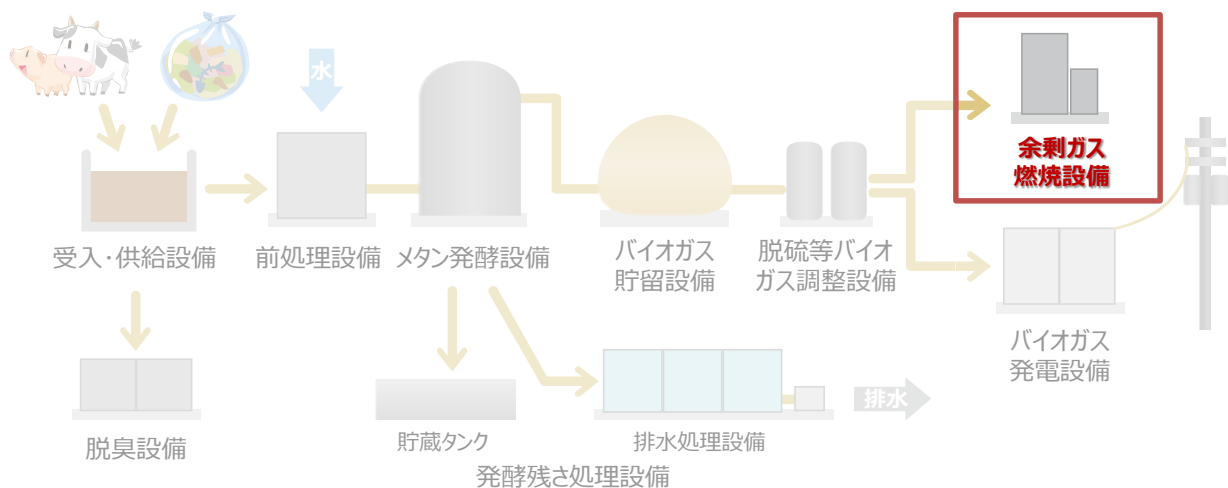 水
余剰ガス
燃焼設備
受入・供給設備
前処理設備
メタン発酵設備
バイオガス
貯留設備
脱硫等バイオ
ガス調整設備
バイオガス
発電設備
排水
脱臭設備
貯蔵タンク
排水処理設備
発酵残さ処理設備